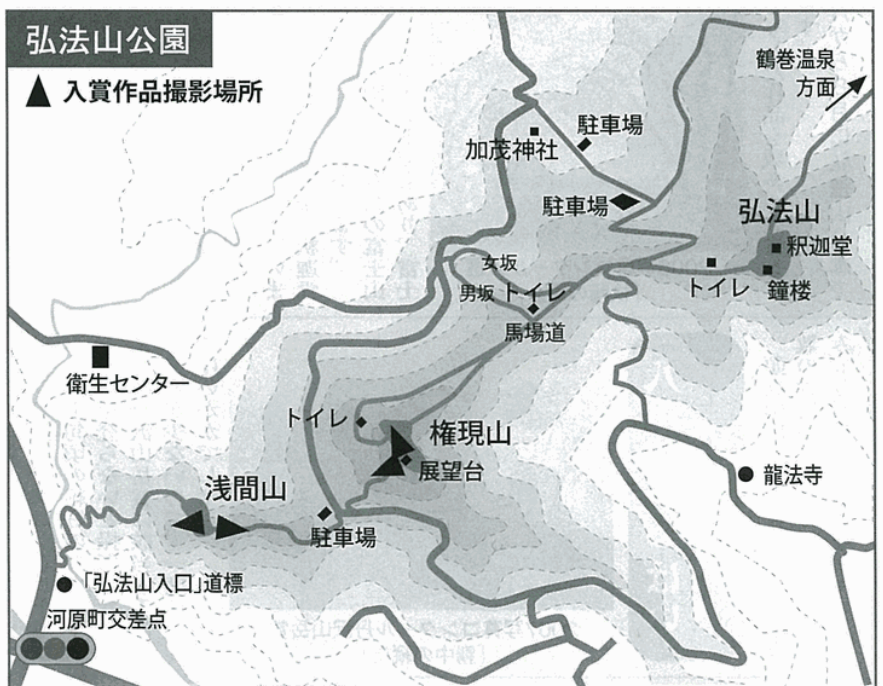 弘法山公園
▲ 入賞作品撮影場所
鶴巻温泉
方面
駐車場
加茂神社
駐車場
弘法山
釈迦堂
女坂
トイレ
鐘楼
男坂
トイレ
馬場道
衛生センター
トイレ
権現山
展望台
龍法寺
浅間山
駐車場
「弘法山入口」道標
河原町交差点